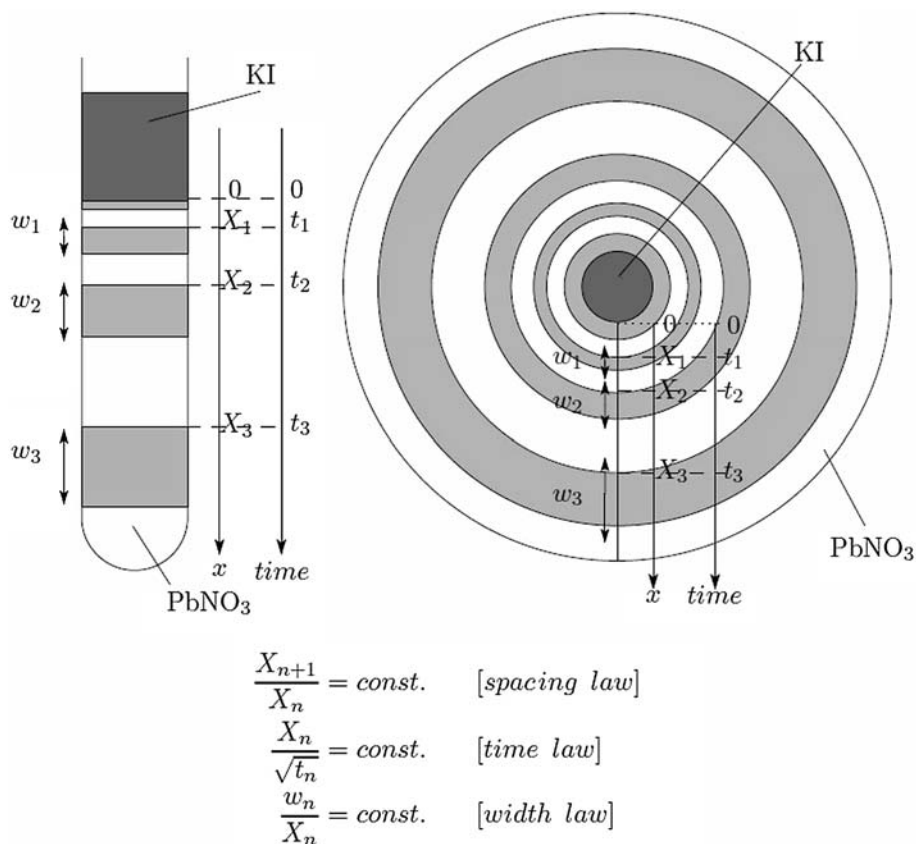 KI
0 0
w₁ X₁ t₁
w₂ X₂ t₂
w₃ X₃ t₃
x time
PbNO₃
KI
0 0
w₁ X₁ t₁
w₂ X₂ t₂
w₃ X₃ t₃
x time
PbNO₃
Xₙ₊₁/Xₙ = const. [spacing law]
Xₙ/√tₙ = const. [time law]
wₙ/Xₙ = const. [width law]